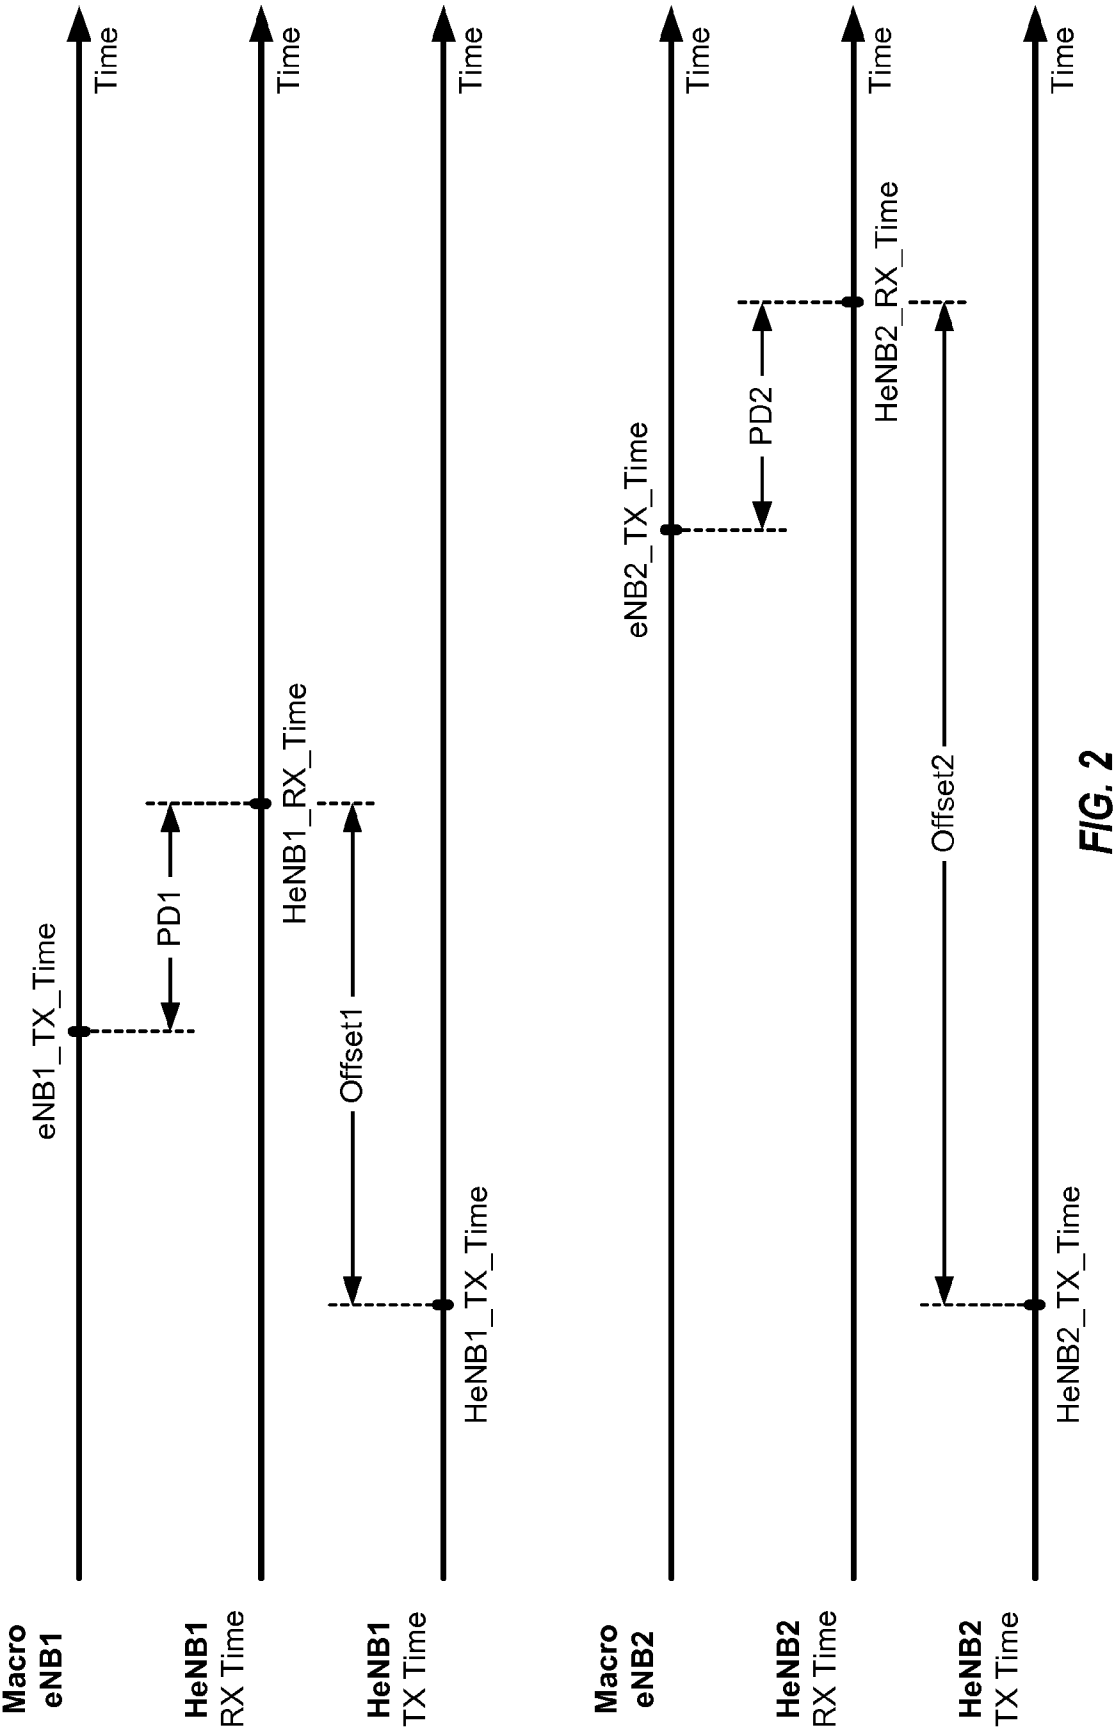 Macro
eNB1
eNB1_TX_Time
Time
PD1
HeNB1
RX Time
HeNB1_RX_Time
Time
Offset1
HeNB1
TX Time
HeNB1_TX_Time
Time
Macro
eNB2
eNB2_TX_Time
Time
PD2
HeNB2
RX Time
HeNB2_RX_Time
Time
Offset2
HeNB2
TX Time
HeNB2_TX_Time
Time
FIG. 2